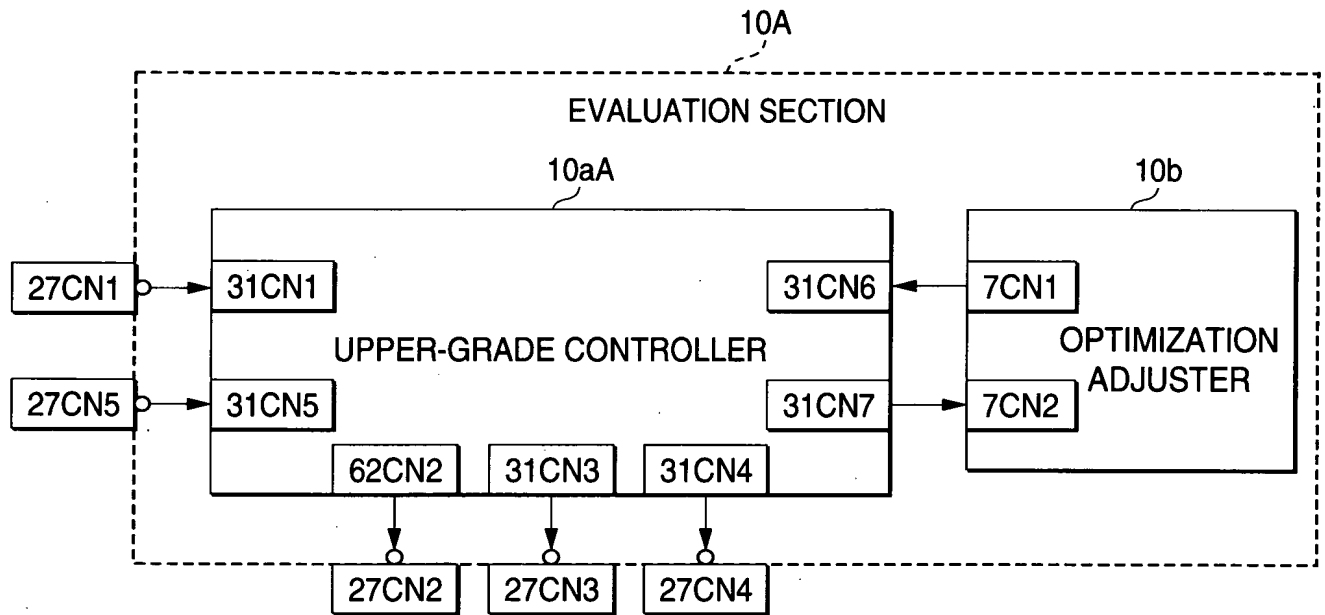 10A
EVALUATION SECTION
10aA
10b
27CN1
31CN1
31CN6
7CN1
UPPER-GRADE CONTROLLER
OPTIMIZATION
ADJUSTER
27CN5
31CN5
31CN7
7CN2
62CN2
31CN3
31CN4
27CN2
27CN3
27CN4